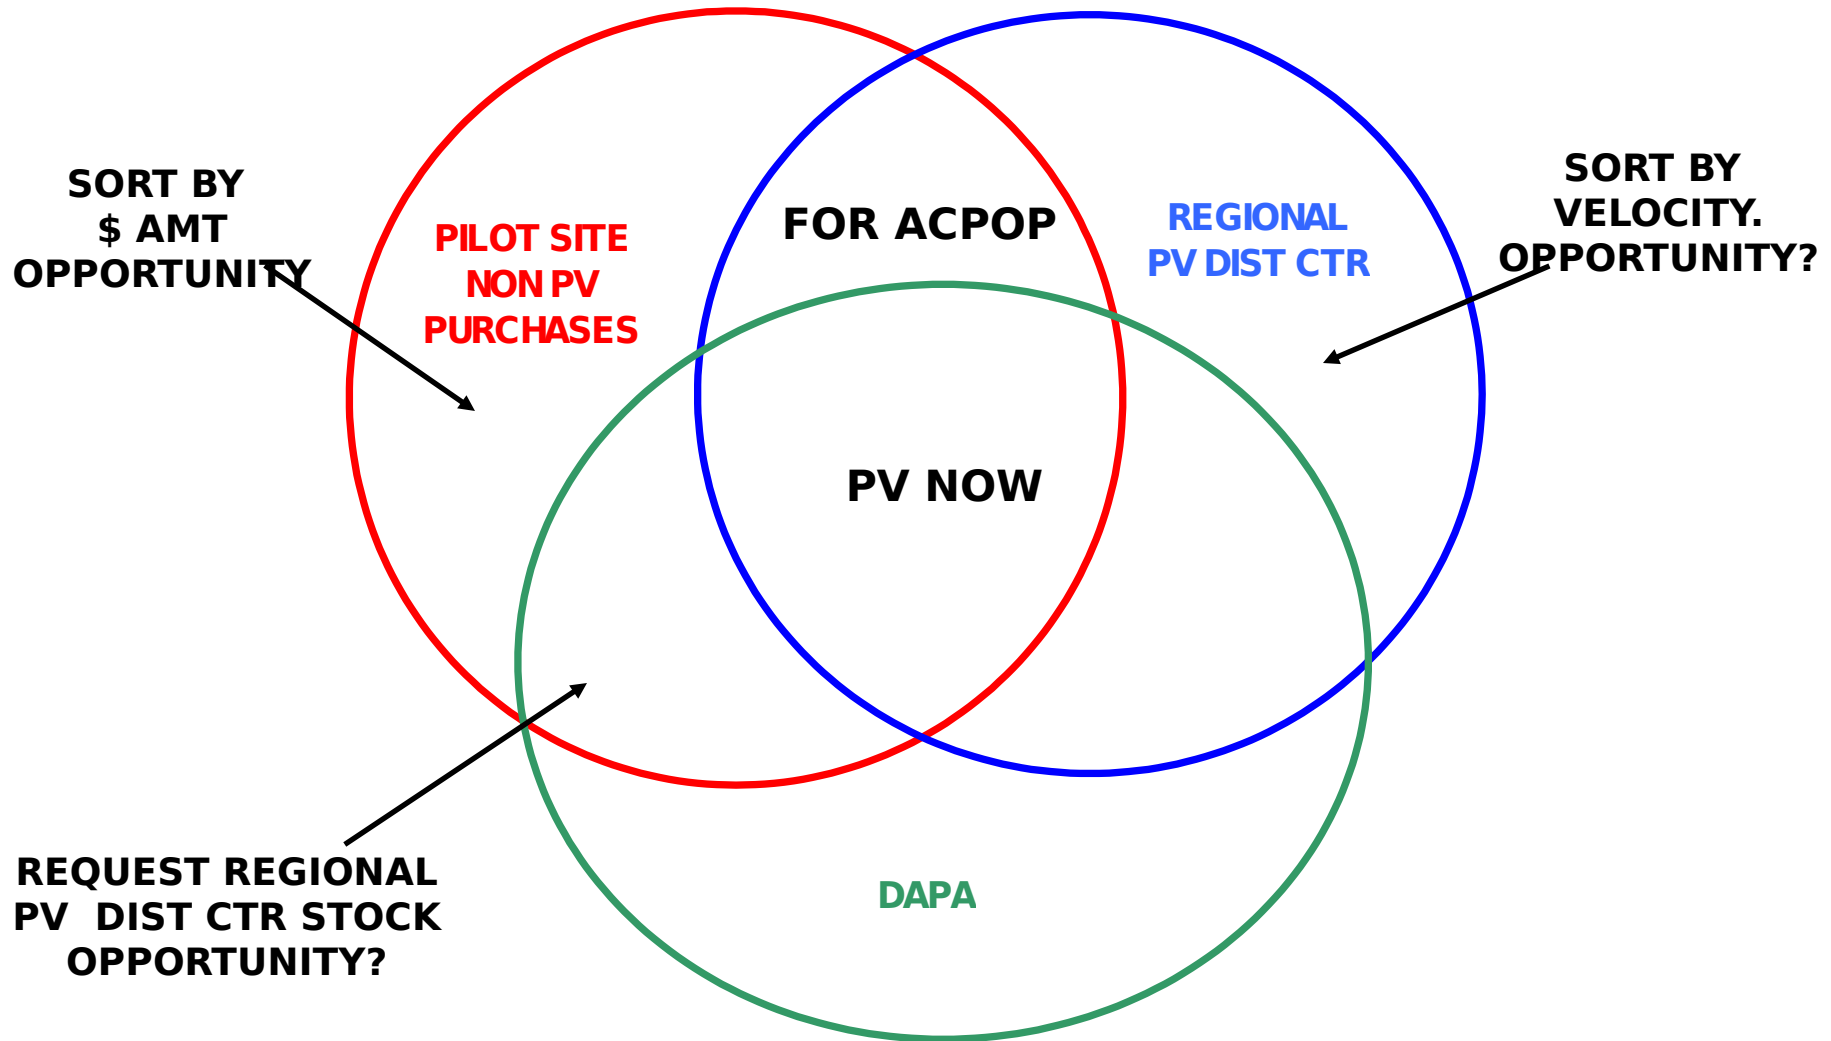 SORT BY
$ AMT
OPPORTUNITY
PILOT SITE
NON PV
PURCHASES
FOR ACPOP
REGIONAL
PV DIST CTR
SORT BY
VELOCITY.
OPPORTUNITY?
PV NOW
REQUEST REGIONAL
PV DIST CTR STOCK
OPPORTUNITY?
DAPA